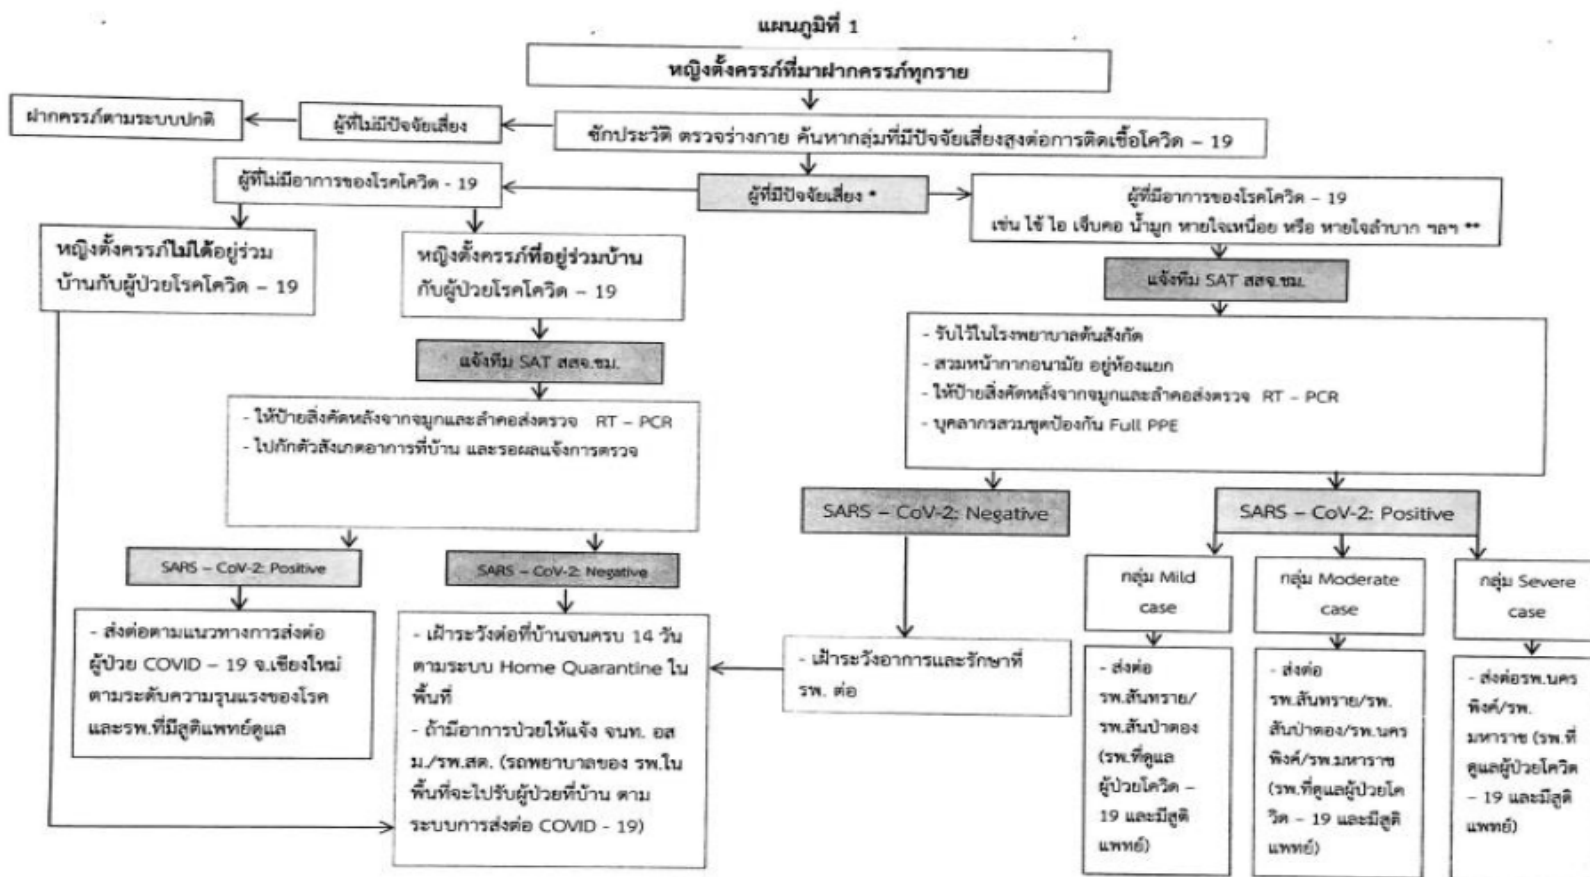 แผนภูมิที่ 1
หญิงตั้งครรภ์ที่มาฝากครรภ์ทุกราย
ฝากครรภ์ตามระบบปกติ
ผู้ที่ไม่มีปัจจัยเสี่ยง
ซักประวัติ ตรวจร่างกาย ค้นหากลุ่มที่มีปัจจัยเสี่ยงสูงต่อการติดเชื้อโควิด – 19
ผู้ที่ไม่มีอาการของโรคโควิด - 19
ผู้ที่มีปัจจัยเสี่ยง *
ผู้ที่มีอาการของโรคโควิด – 19
เช่น ไข้ ไอ เจ็บคอ น้ำมูก หายใจเหนื่อย หรือ หายใจลำบาก ฯลฯ **
หญิงตั้งครรภ์ไม่ได้อยู่ร่วม
บ้านกับผู้ป่วยโรคโควิด – 19
หญิงตั้งครรภ์ที่อยู่ร่วมบ้าน
กับผู้ป่วยโรคโควิด – 19
แจ้งทีม SAT สสจ.ชม.
แจ้งทีม SAT สสจ.ชม.
- รับไว้ในโรงพยาบาลต้นสังกัด
- สวมหน้ากากอนามัย อยู่ห้องแยก
- ให้ป้ายสิ่งคัดหลั่งจากจมูกและลำคอส่งตรวจ RT – PCR
- บุคลากรสวมชุดป้องกัน Full PPE
- ให้ป้ายสิ่งคัดหลั่งจากจมูกและลำคอส่งตรวจ RT – PCR
- ไปกักตัวสังเกตอาการที่บ้าน และรอผลแจ้งการตรวจ
SARS – CoV-2: Negative
SARS – CoV-2: Positive
SARS – CoV-2: Positive
SARS – CoV-2: Negative
กลุ่ม Mild
case
กลุ่ม Moderate
case
กลุ่ม Severe
case
- ส่งต่อตามแนวทางการส่งต่อ
ผู้ป่วย COVID – 19 จ.เชียงใหม่
ตามระดับความรุนแรงของโรค
และรพ.ที่มีสูติแพทย์ดูแล
- เฝ้าระวังต่อที่บ้านจนครบ 14 วัน
ตามระบบ Home Quarantine ใน
พื้นที่
- ถ้ามีอาการป่วยให้แจ้ง จนท. อส
ม./รพ.สต. (รถพยาบาลของ รพ.ใน
พื้นที่จะไปรับผู้ป่วยที่บ้าน ตาม
ระบบการส่งต่อ COVID - 19)
- เฝ้าระวังอาการและรักษาที่
รพ. ต่อ
- ส่งต่อ
รพ.สันทราย/
รพ.สันป่าตอง
(รพ.ที่ดูแล
ผู้ป่วยโควิด –
19 และมีสูติ
แพทย์)
- ส่งต่อ
รพ.สันทราย/รพ.
สันป่าตอง/รพ.นคร
พิงค์/รพ.มหาราช
(รพ.ที่ดูแลผู้ป่วยโค
วิด – 19 และมีสูติ
แพทย์)
- ส่งต่อรพ.นคร
พิงค์/รพ.
มหาราช (รพ.ที่
ดูแลผู้ป่วยโควิด
– 19 และมีสูติ
แพทย์)